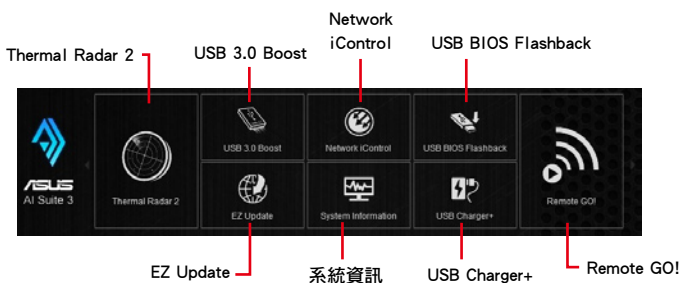 Network
iControl
USB BIOS Flashback
USB 3.0 Boost
Thermal Radar 2
USB 3.0 Boost
Network iControl
USB BIOS Flashback
ASUS
AI Suite 3
Thermal Radar 2
Remote GO!
EZ Update
System Information
USB Charger+
EZ Update
系統資訊
USB Charger+
Remote GO!